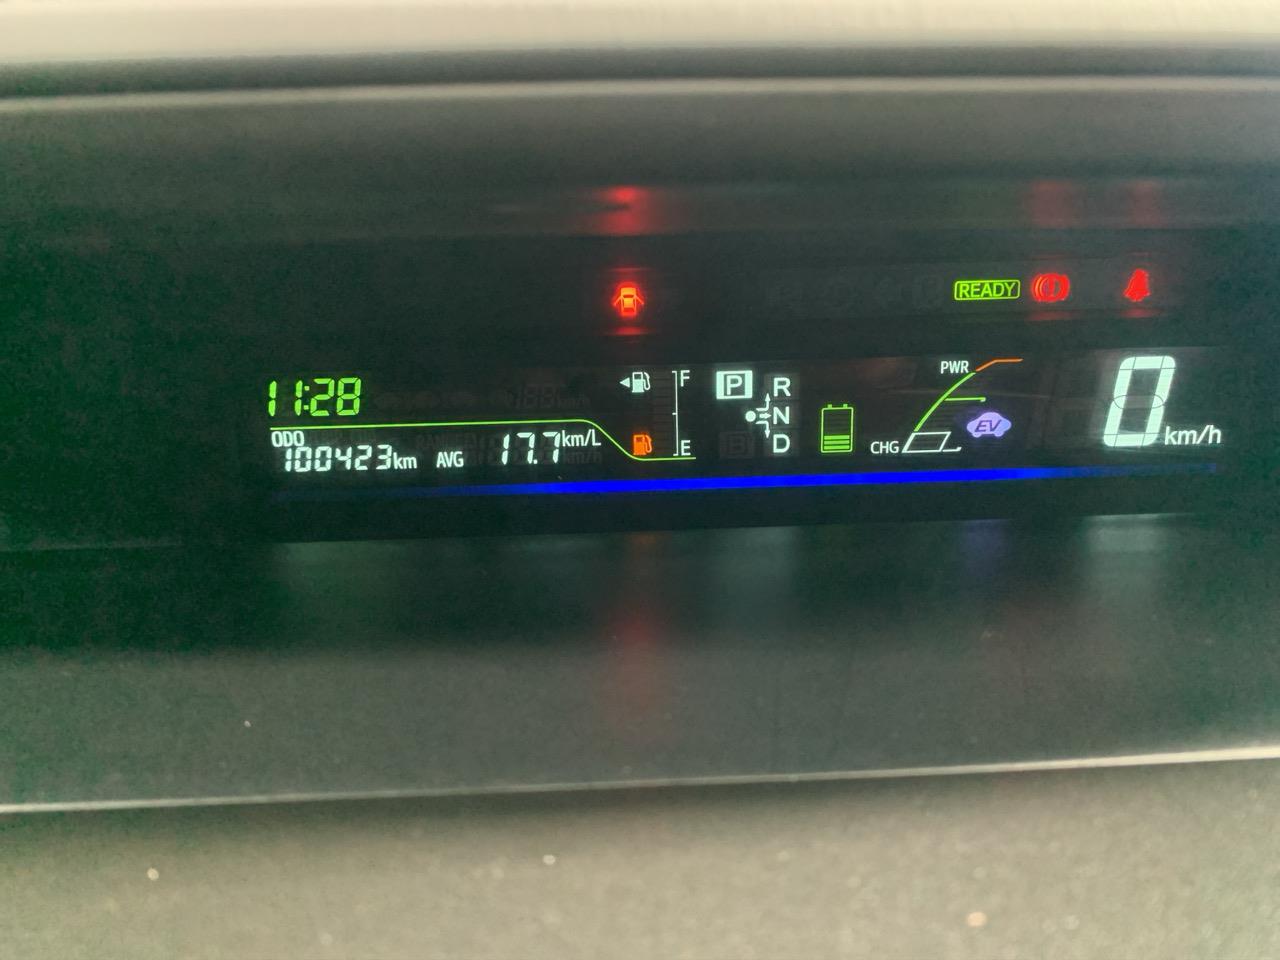 READY
11:28
ODO
100423km AVG 17.7km/L
F
E
P
R
N
D
PWR
CHG
EV
0km/h